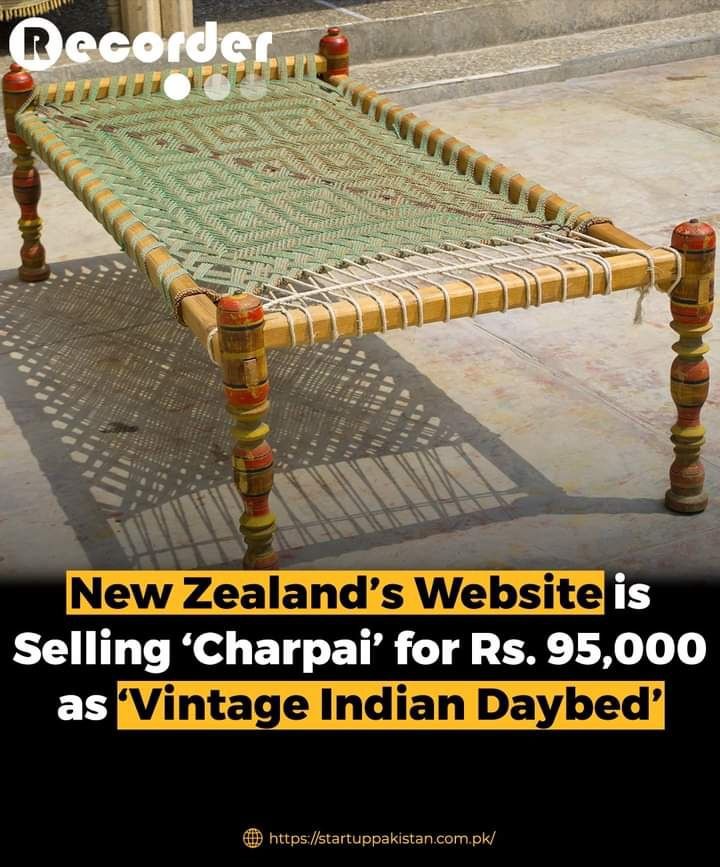 Recorder
New Zealand’s Website is
Selling ‘Charpai’ for Rs. 95,000
as ‘Vintage Indian Daybed’
https://startuppakistan.com.pk/